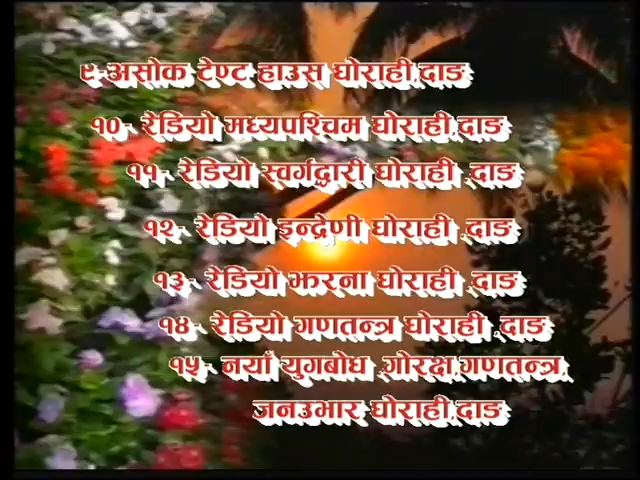 ९-असोक टेण्ट हाउस घोराही,दाङ
१०- रेडियो मध्यपश्चिम घोराही,दाङ
११- रेडियो स्वर्गद्वारी घोराही ,दाङ
१२- रेडियो इन्द्रेणी घोराही ,दाङ
१३- रेडियो झरना घोराही ,दाङ
१४- रेडियो गणतन्त्र घोराही ,दाङ
१५- नयाँ युगबोध ,गोरक्ष,गणतन्त्र,
जनउभार घोराही,दाङ